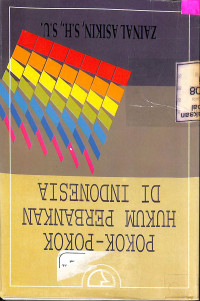 POKOK-POKOK
HUKUM PERBANKAN
DI INDONESIA
ZAINAL ASIKIN, S.H., S.U.